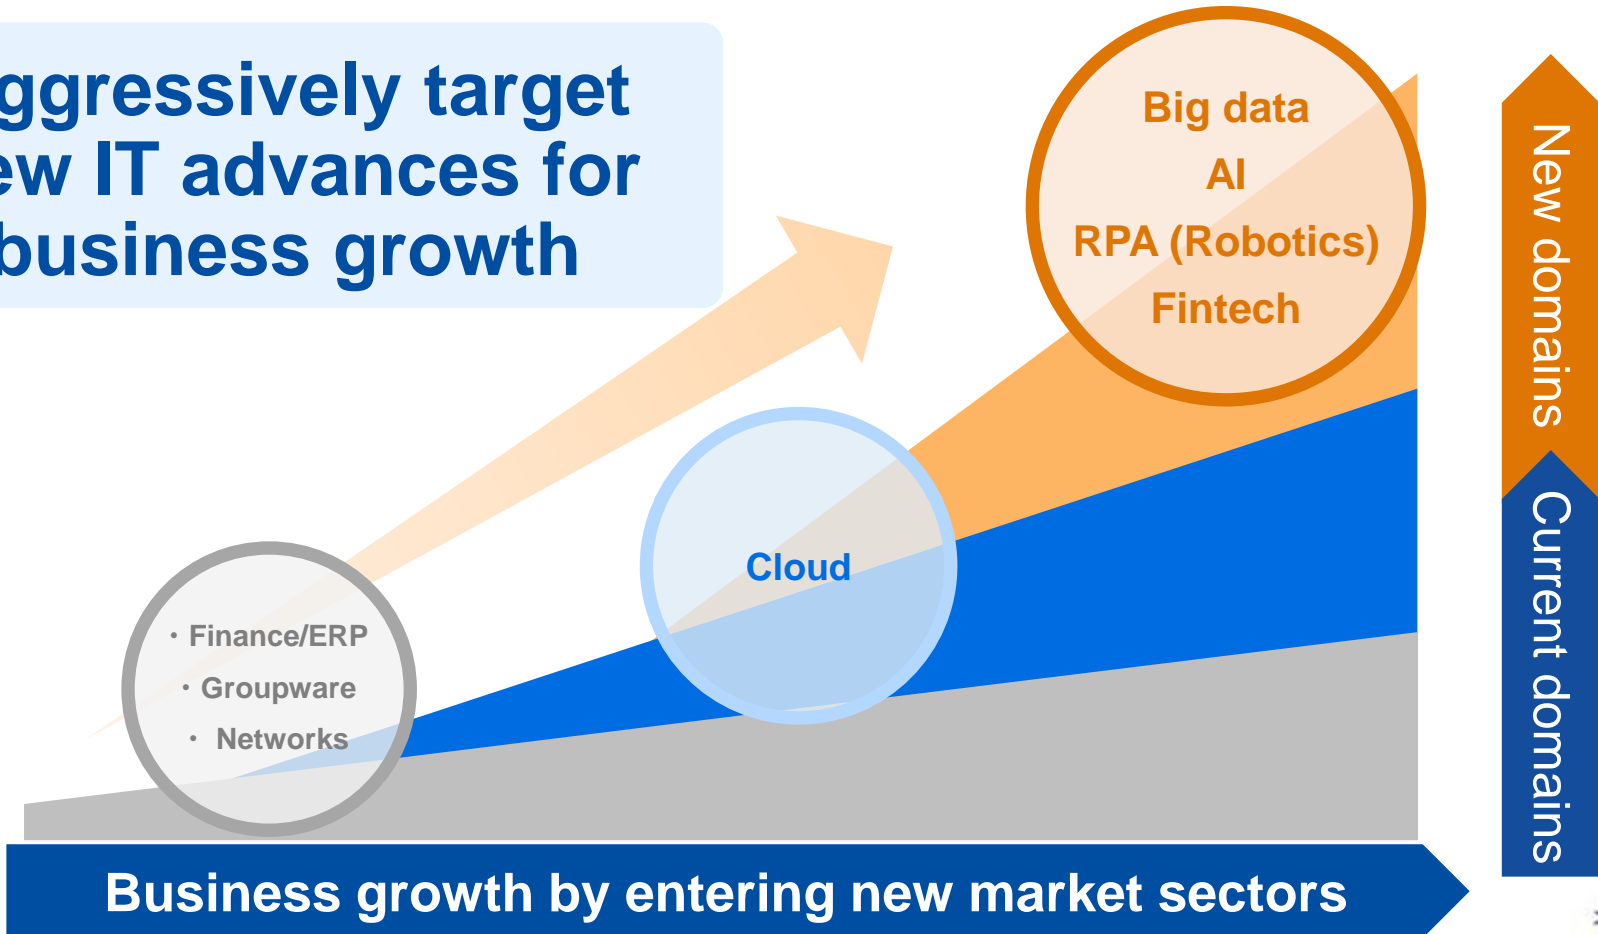 ggressively target
ew IT advances for
business growth
Big data
AI
RPA (Robotics)
Fintech
Cloud
・Finance/ERP
・Groupware
・ Networks
New domains
Current domains
Business growth by entering new market sectors